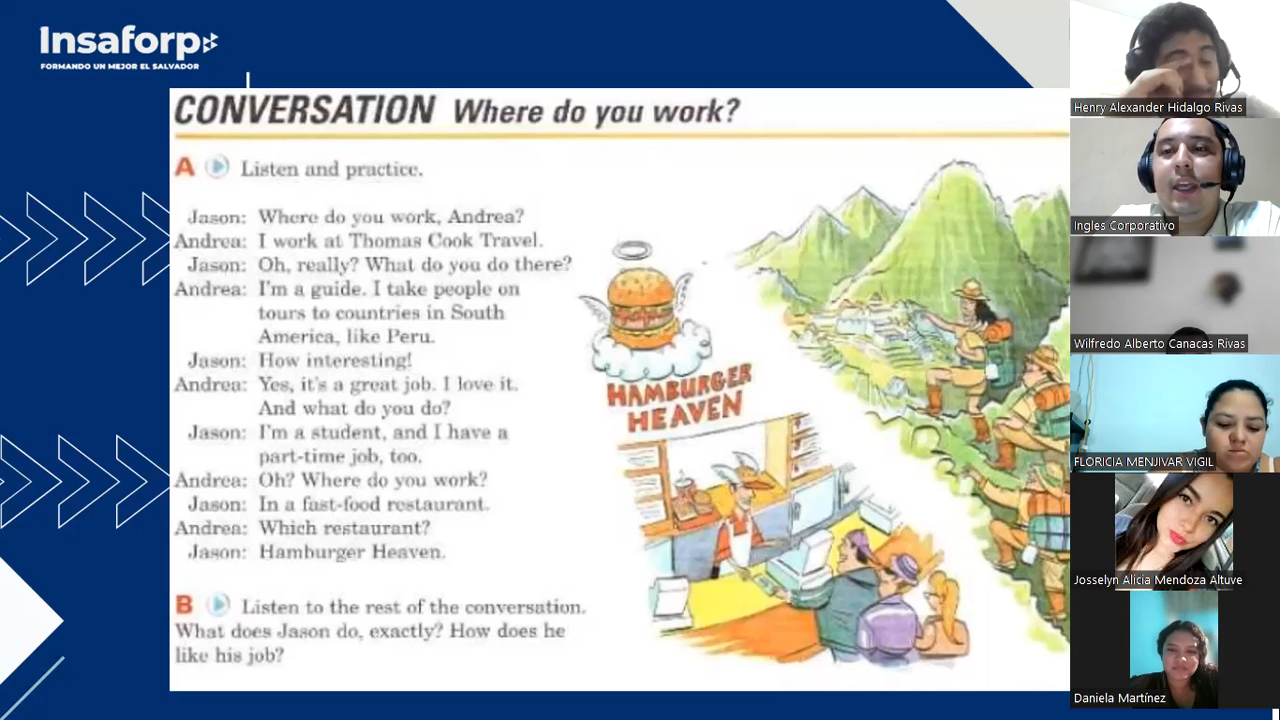 Insaforp
FORMANDO UN MEJOR EL SALVADOR
CONVERSATION Where do you work?
A Listen and practice.
Jason: Where do you work, Andrea?
Andrea: I work at Thomas Cook Travel.
Jason: Oh, really? What do you do there?
Andrea: I'm a guide. I take people on
tours to countries in South
America, like Peru.
Jason: How interesting!
Andrea: Yes, it's a great job. I love it.
And what do you do?
Jason: I'm a student, and I have a
part-time job, too.
Andrea: Oh? Where do you work?
Jason: In a fast-food restaurant.
Andrea: Which restaurant?
Jason: Hamburger Heaven.
B Listen to the rest of the conversation.
What does Jason do, exactly? How does he
like his job?
HAMBURGER
HEAVEN
Henry Alexander Hidalgo Rivas
Ingles Corporativo
Wilfredo Alberto Canacas Rivas
FLORICIA MENJIVAR VIGIL
Josselyn Alicia Mendoza Altuve
Daniela Martínez